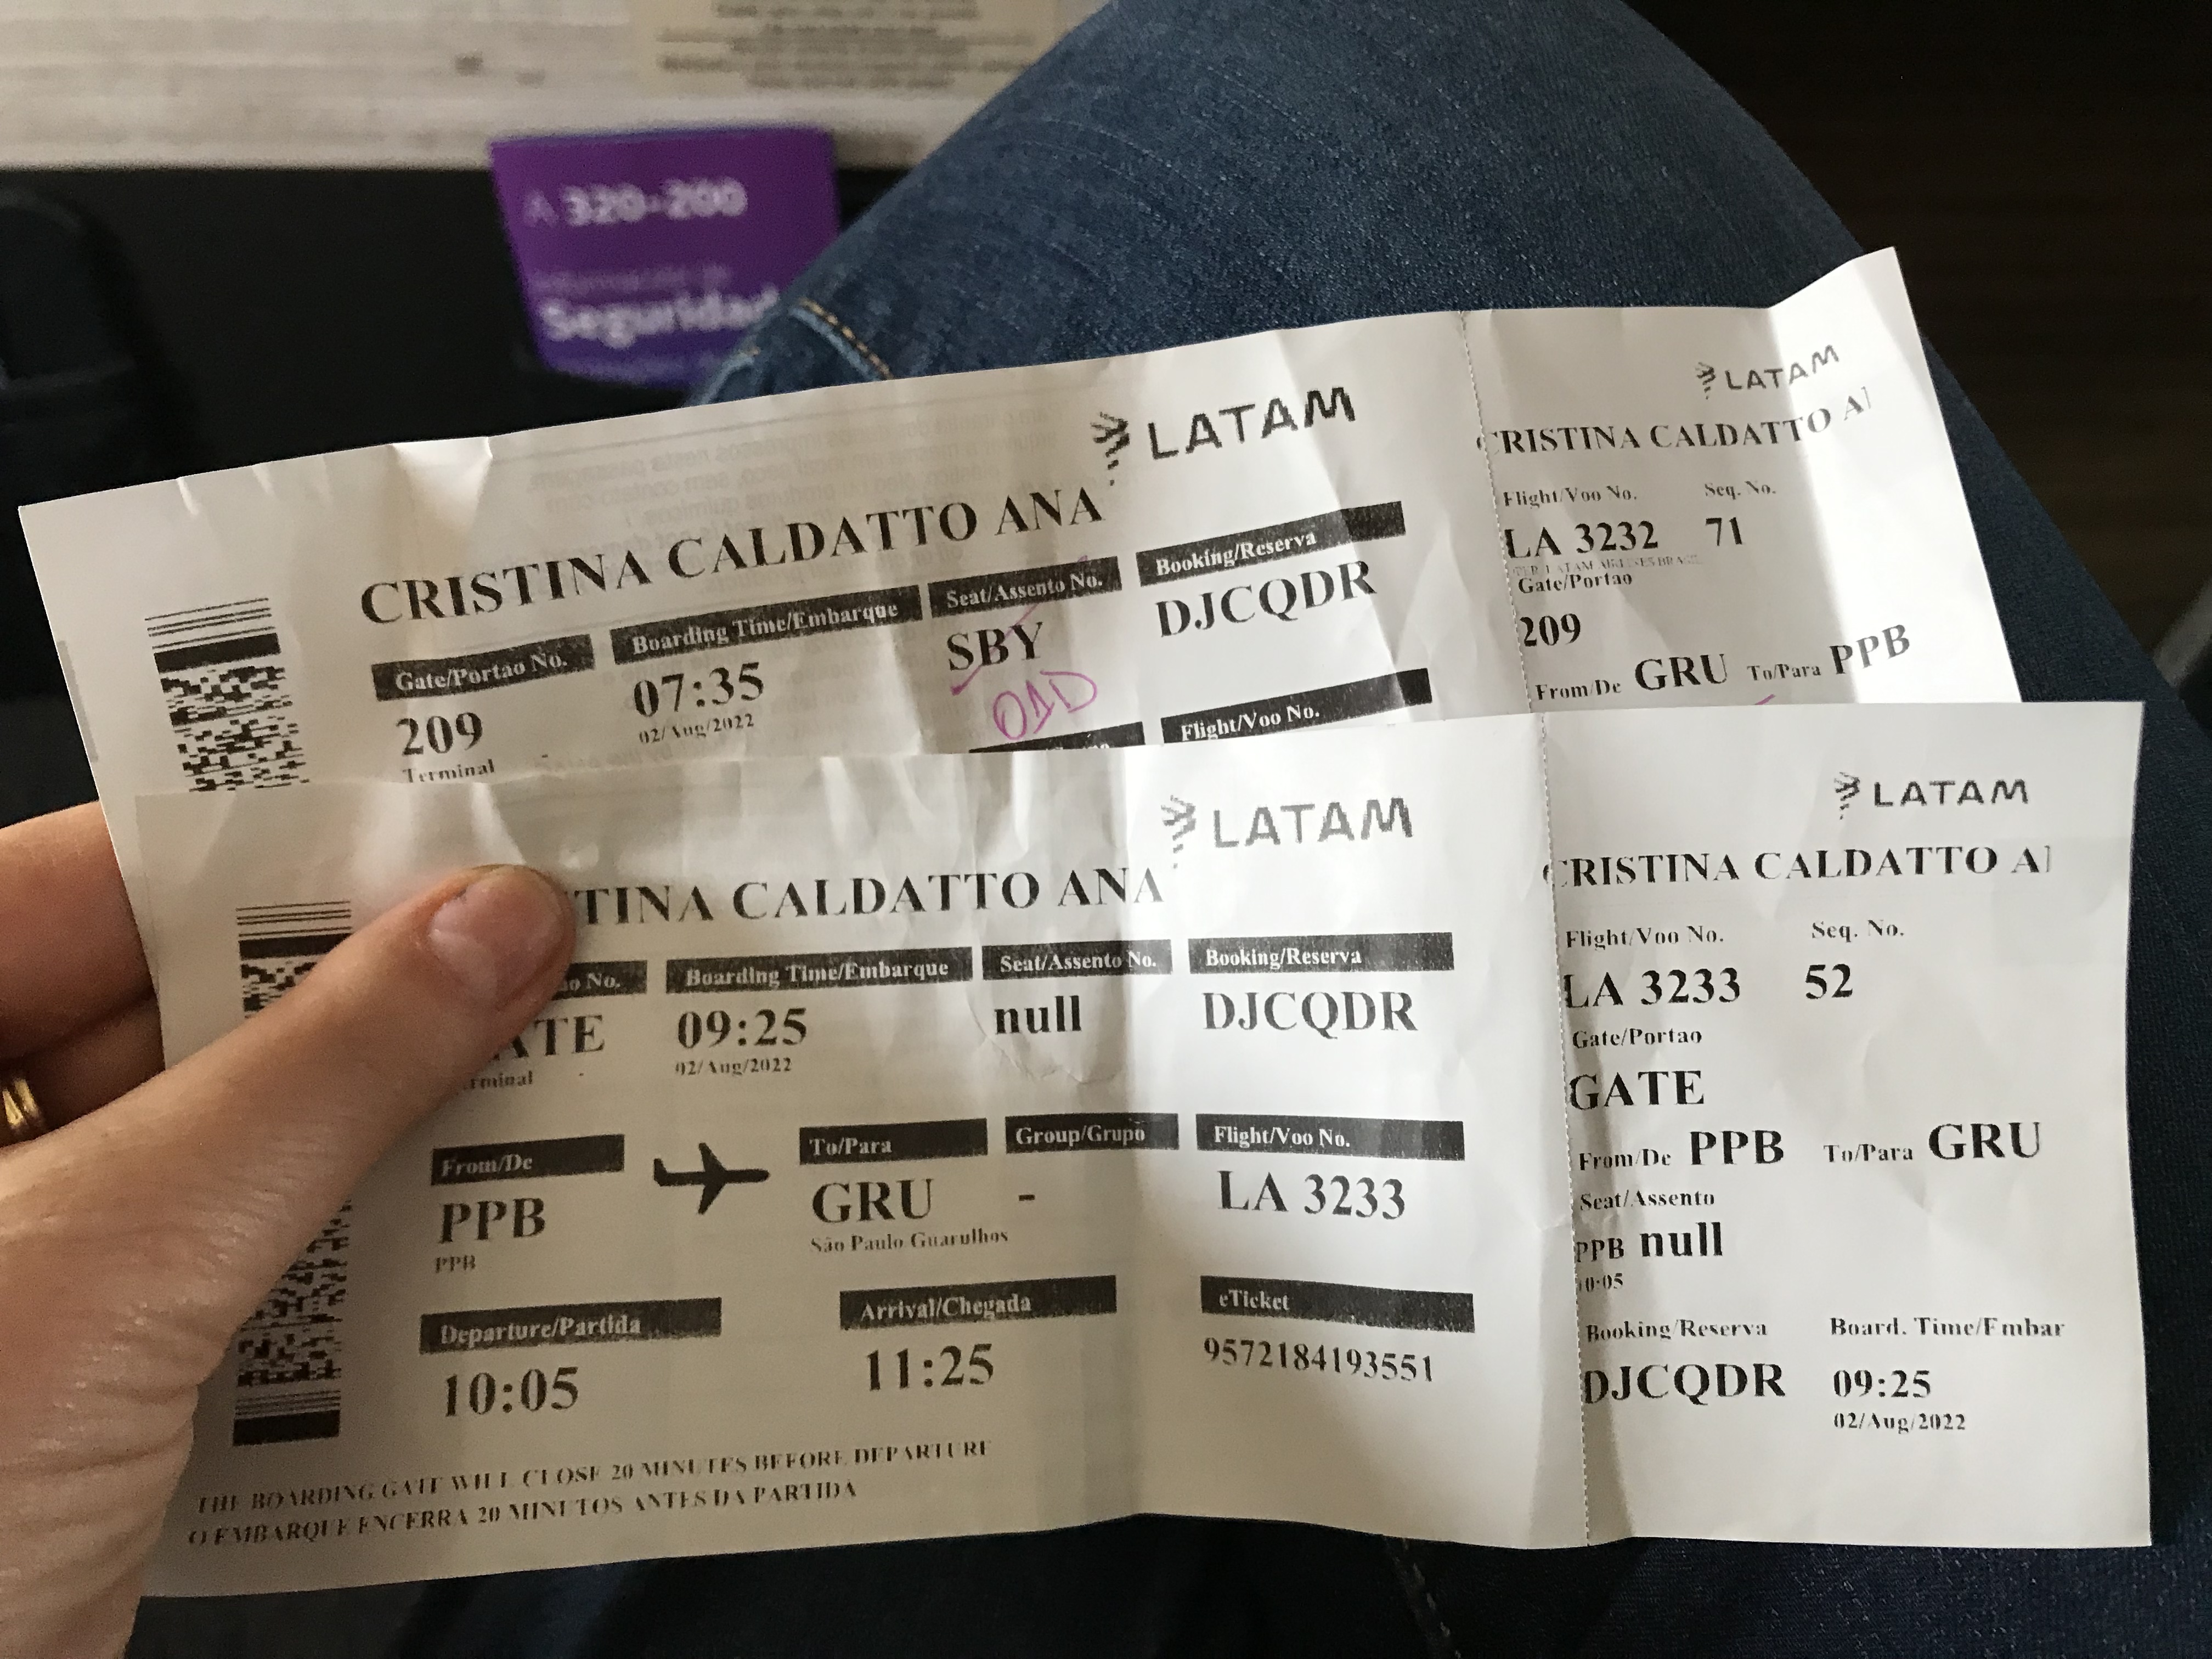 A 320-200
Seguridad
LATAM
CRISTINA CALDATTO ANA
Gate/Portao No.
Boarding Time/Embarque
Seat/Assento No.
Booking/Reserva
209
07:35
SBY
DJCQDR
02/Aug/2022
OAD
Terminal
Flight/Voo No.
LATAM
CRISTINA CALDATTO A
Flight/Voo No. Seq. No.
LA 3232 71
Gate/Portao
209
From/De GRU To/Para PPB
LATAM
TINA CALDATTO ANA
No.
Boarding Time/Embarque
Seat/Assento No.
Booking/Reserva
ATE
09:25
null
DJCQDR
02/Aug/2022
rminal
From/De
To/Para
Group/Grupo
Flight/Voo No.
PPB
GRU
-
LA 3233
PPB
São Paulo Guarulhos
Departure/Partida
Arrival/Chegada
eTicket
10:05
11:25
9572184193551
THE BOARDING GATE WILL CLOSE 20 MINUTES BEFORE DEPARTURE
O EMBARQUE ENCERRA 20 MINUTOS ANTES DA PARTIDA
LATAM
CRISTINA CALDATTO A
Flight/Voo No. Seq. No.
LA 3233 52
Gate/Portao
GATE
From/De PPB To/Para GRU
Seat/Assento
PPB null
10:05
Booking/Reserva Board. Time/Embar
DJCQDR 09:25
02/Aug/2022